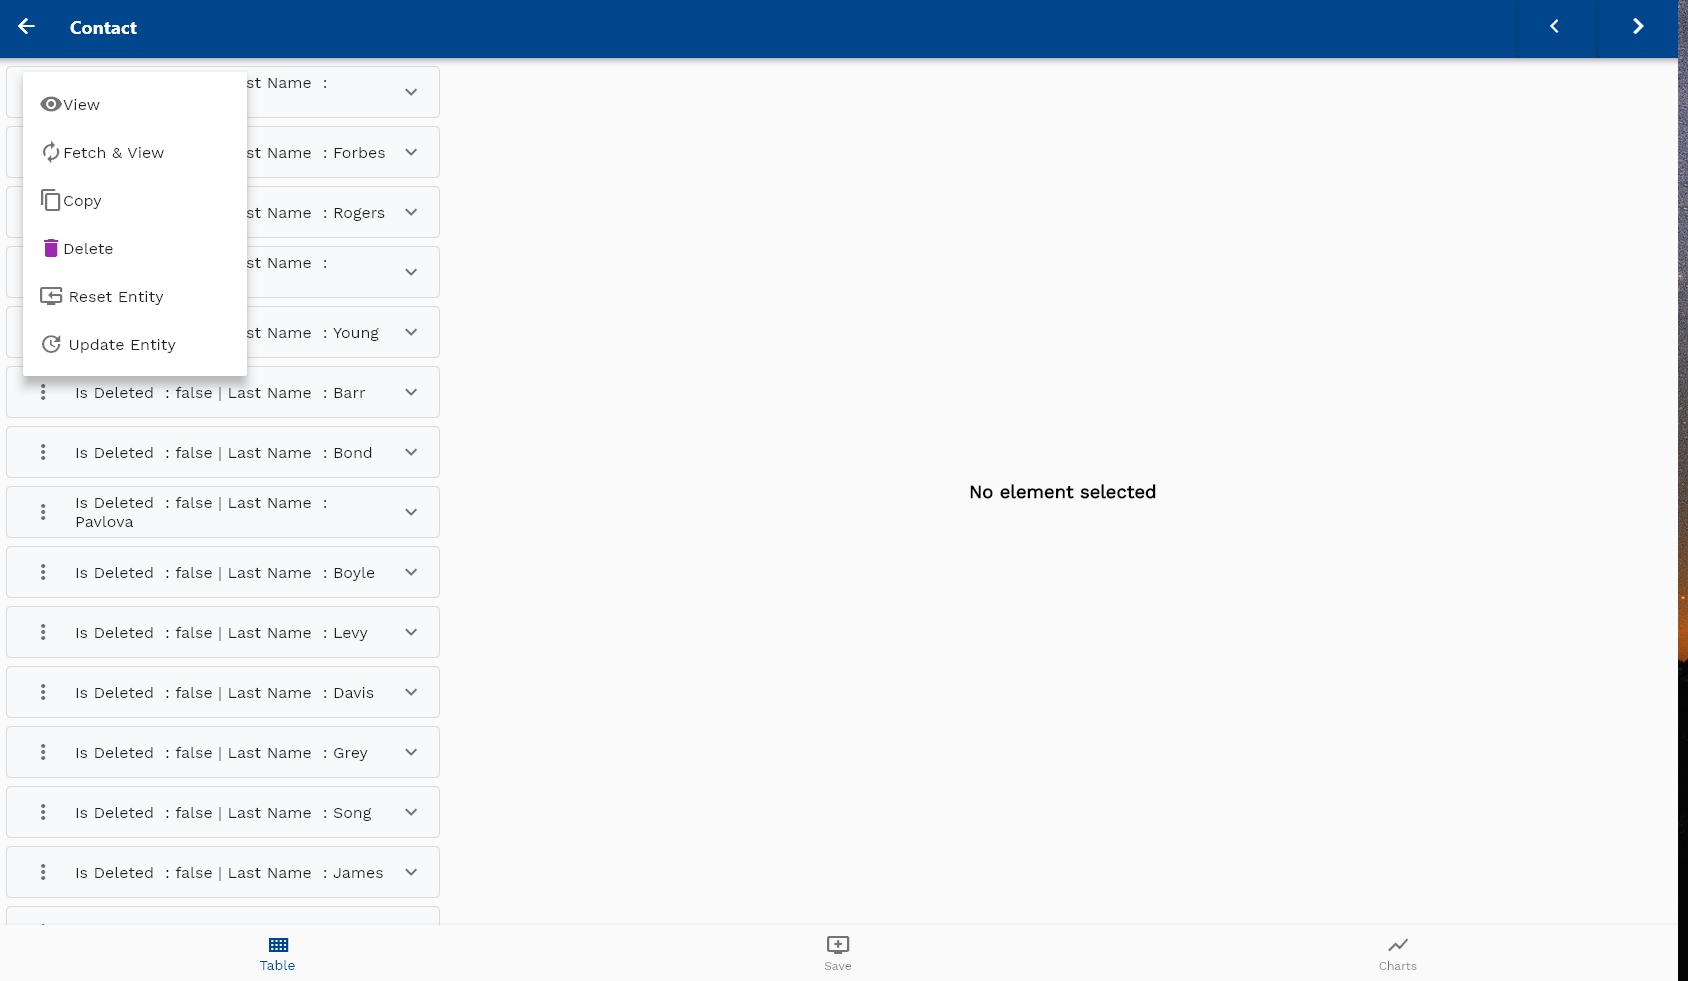 Contact
View
Fetch & View
Copy
Delete
Reset Entity
Update Entity
st Name :
st Name : Forbes
st Name : Rogers
st Name :
st Name : Young
Is Deleted : false | Last Name : Barr
Is Deleted : false | Last Name : Bond
Is Deleted : false | Last Name :
Pavlova
Is Deleted : false | Last Name : Boyle
Is Deleted : false | Last Name : Levy
Is Deleted : false | Last Name : Davis
Is Deleted : false | Last Name : Grey
Is Deleted : false | Last Name : Song
Is Deleted : false | Last Name : James
No element selected
Table
Save
Charts